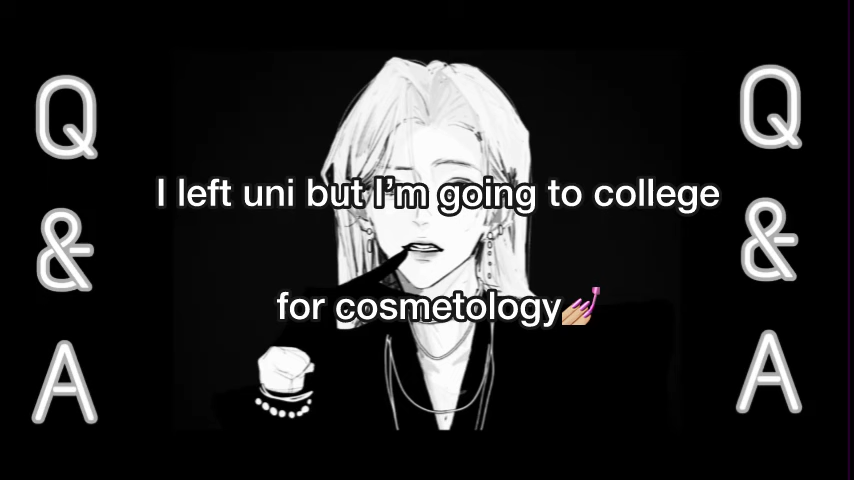 Q & A
Q & A
I left uni but I’m going to college
for cosmetology💅🏼